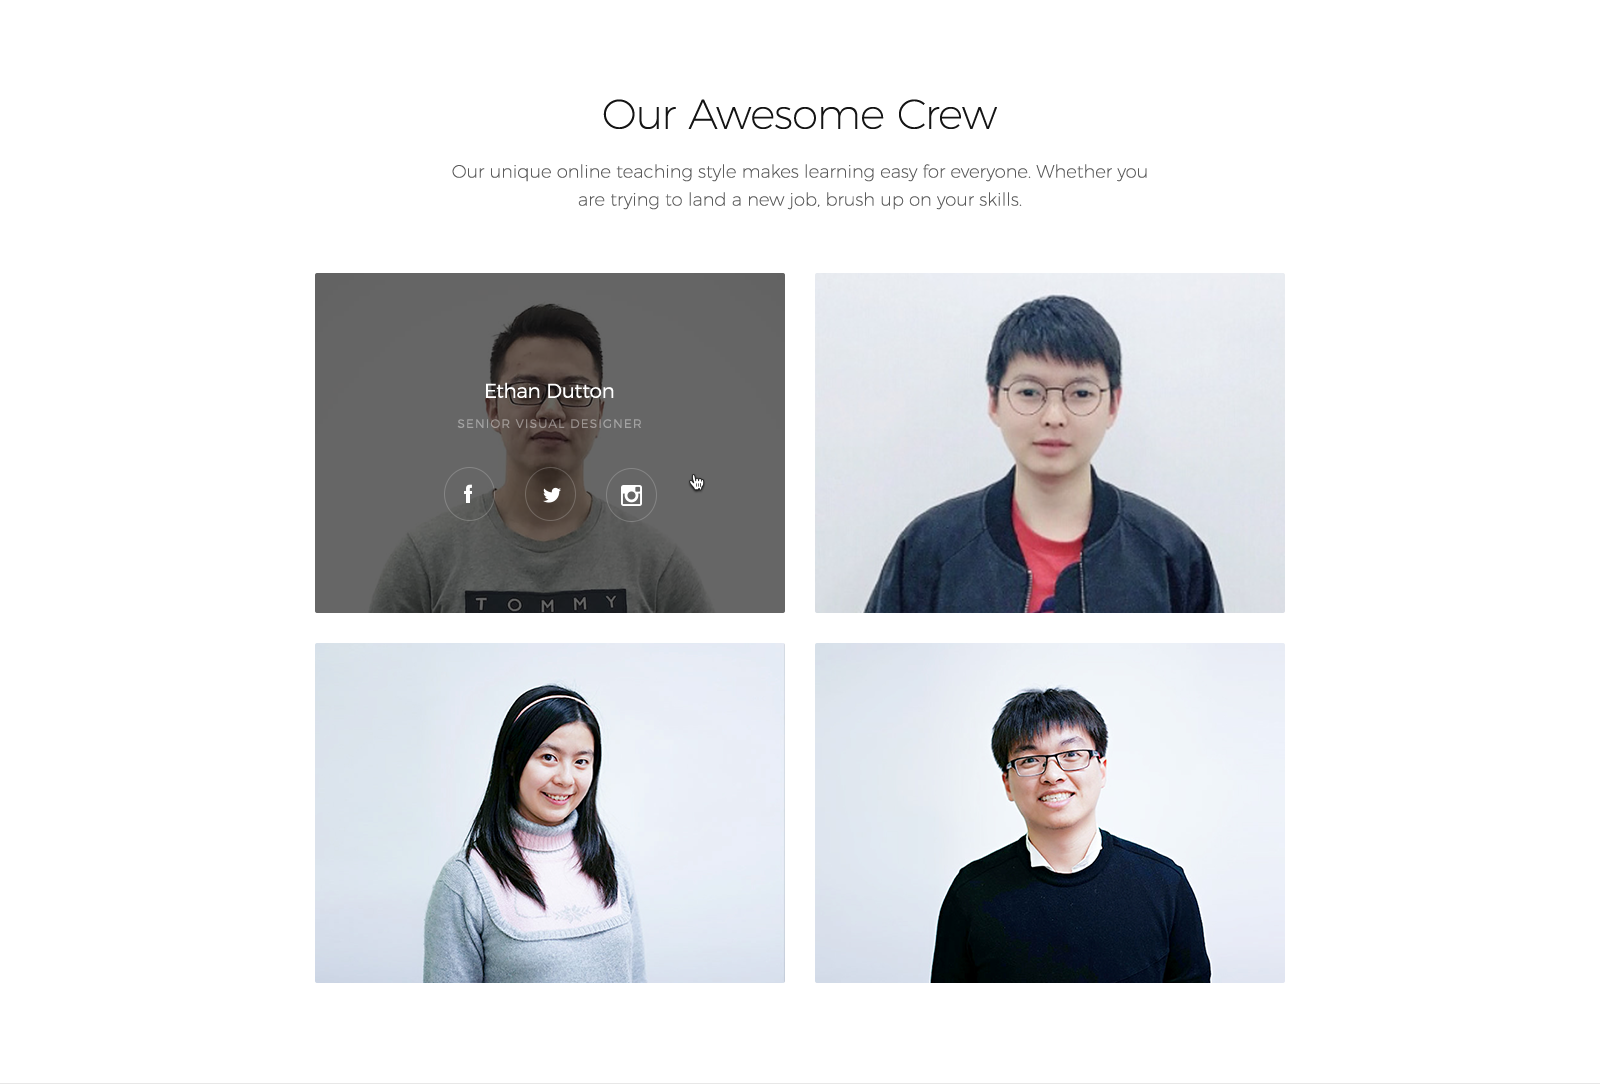 Our Awesome Crew
Our unique online teaching style makes learning easy for everyone. Whether you
are trying to land a new job, brush up on your skills.
Ethan Dutton
SENIOR VISUAL DESIGNER
TOMMY